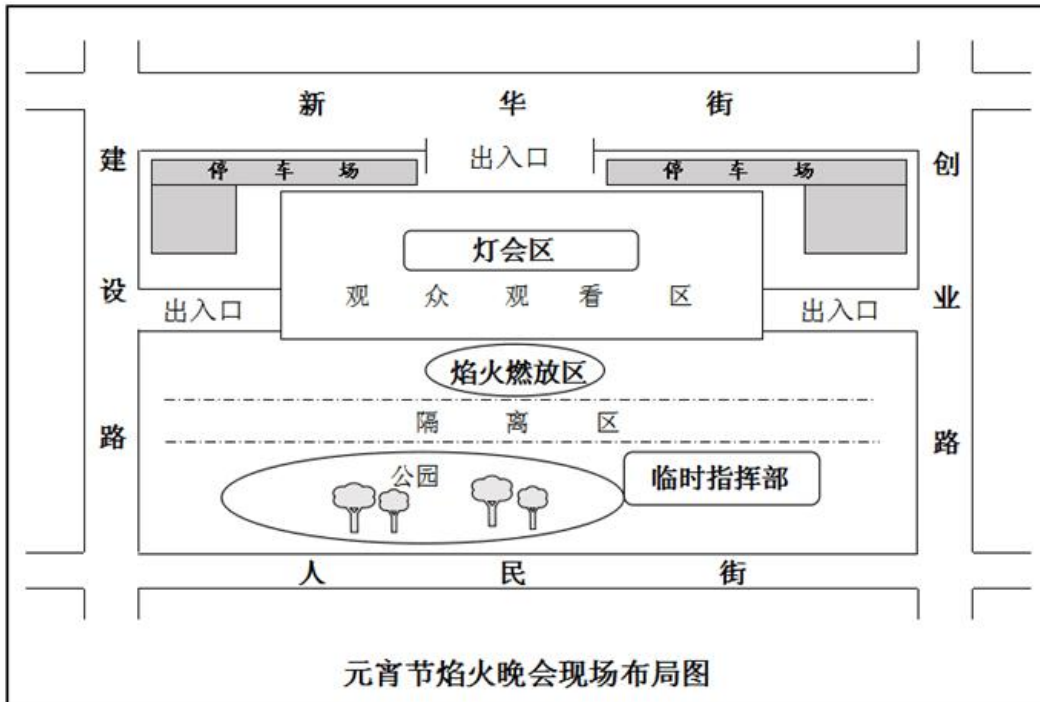 新华街
建设路
创业路
出入口
停车场
停车场
灯会区
观众观看区
出入口
出入口
焰火燃放区
隔离区
公园
临时指挥部
人民街
元宵节焰火晚会现场布局图